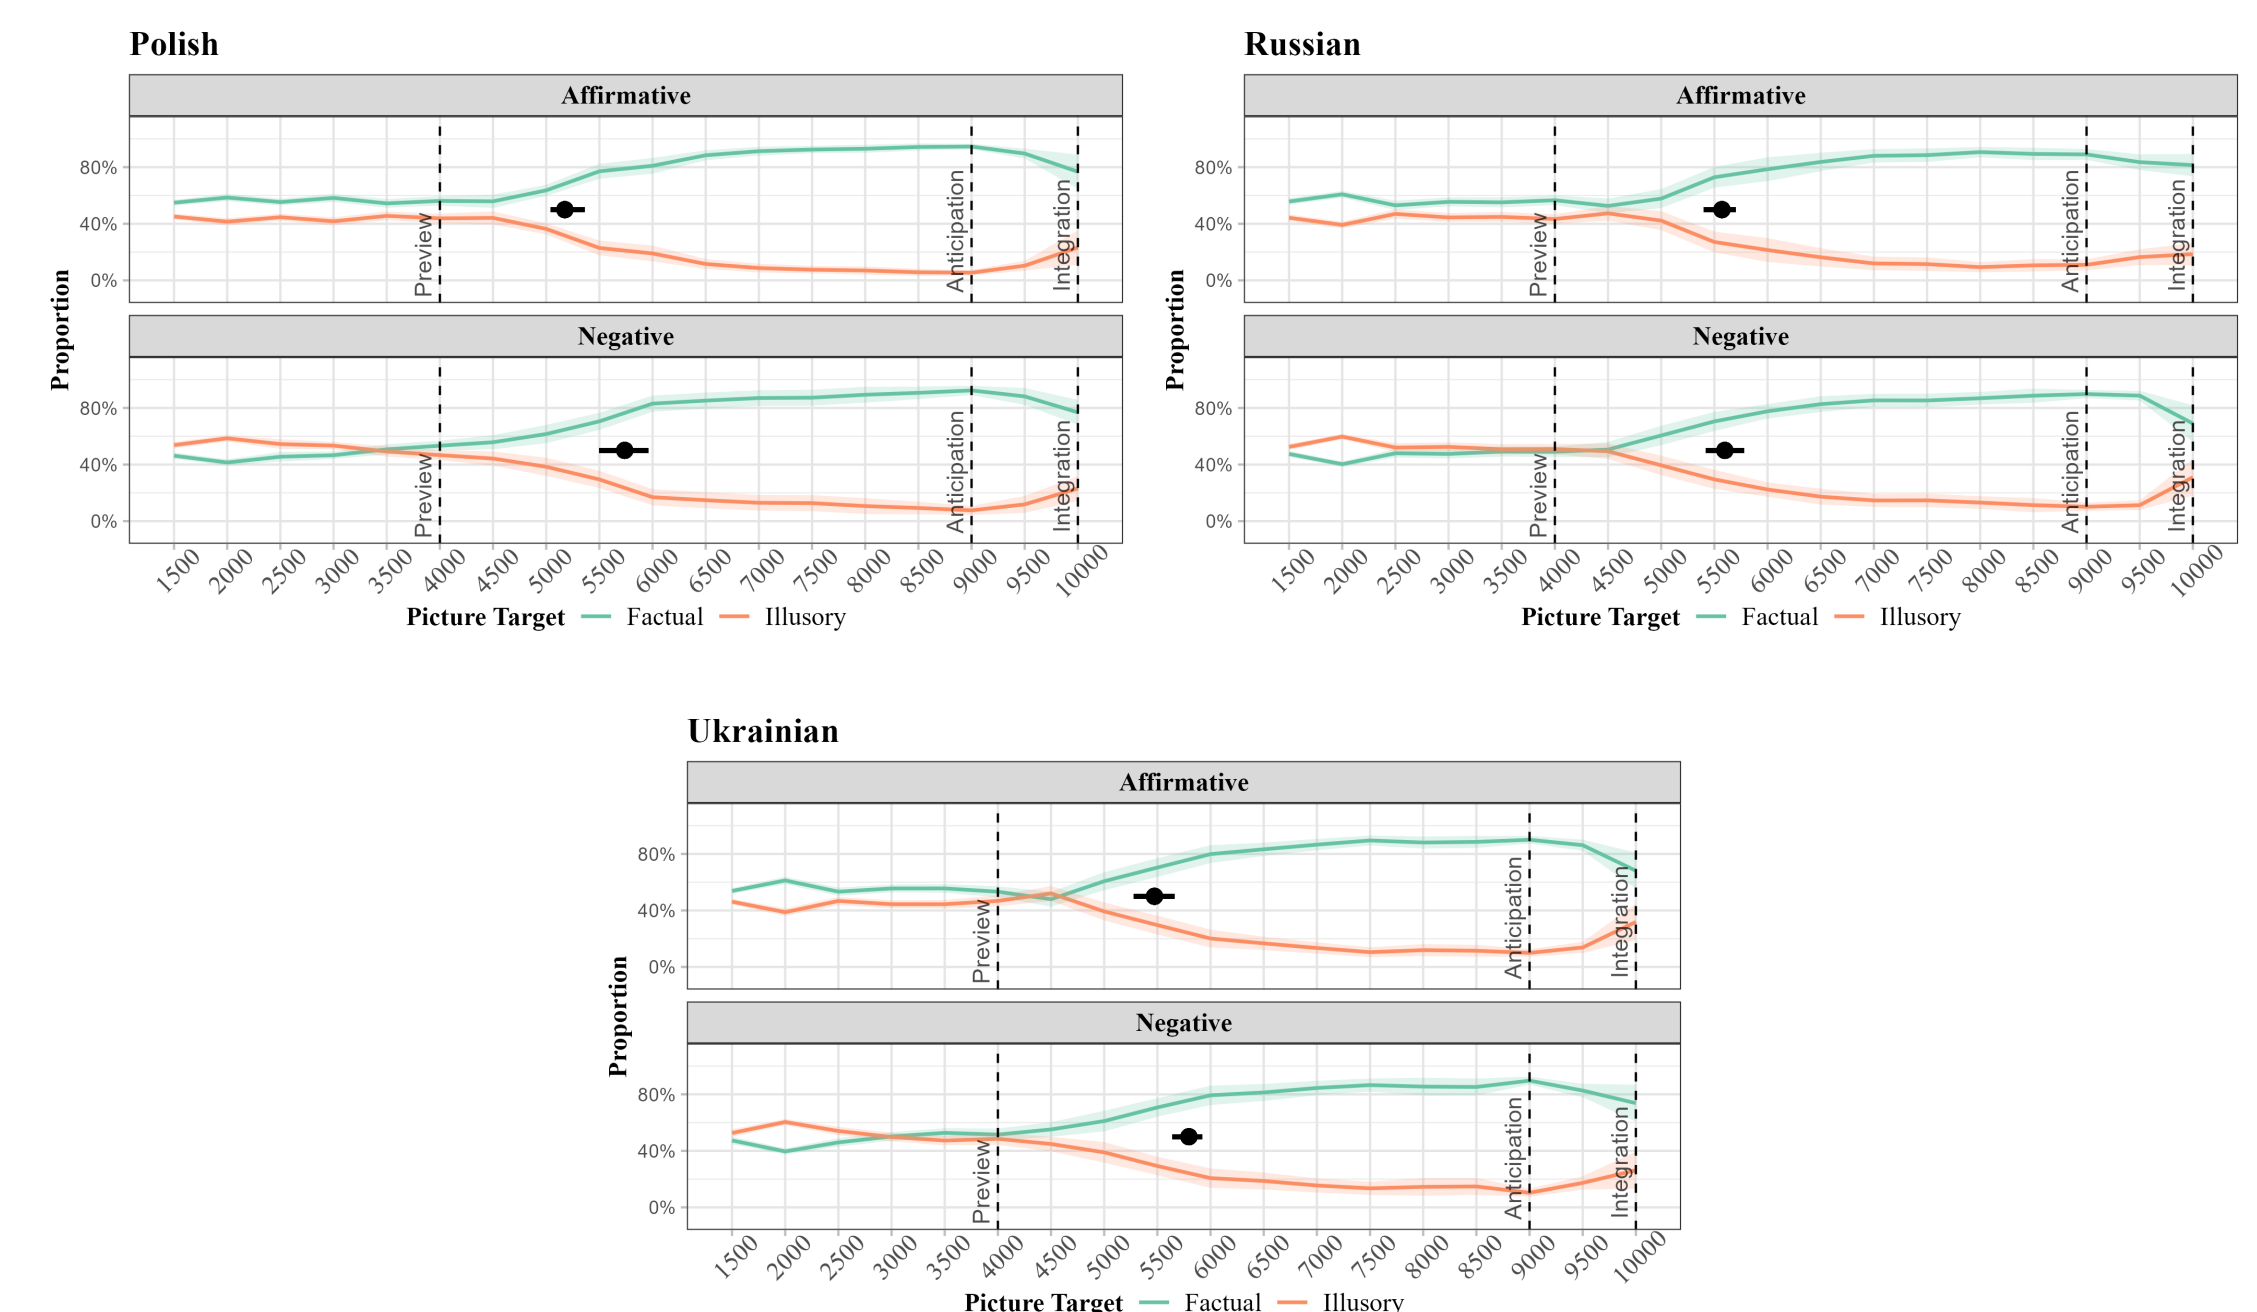 Polish
Affirmative
80%
40%
0%
Preview
Anticipation
Integration
Negative
80%
40%
0%
Preview
Anticipation
Integration
Proportion
1500 2000 2500 3000 3500 4000 4500 5000 5500 6000 6500 7000 7500 8000 8500 9000 9500 10000
Picture Target Factual Illusory
Russian
Affirmative
80%
40%
0%
Preview
Anticipation
Integration
Negative
80%
40%
0%
Preview
Anticipation
Integration
Proportion
1500 2000 2500 3000 3500 4000 4500 5000 5500 6000 6500 7000 7500 8000 8500 9000 9500 10000
Picture Target Factual Illusory
Ukrainian
Affirmative
80%
40%
0%
Preview
Anticipation
Integration
Negative
80%
40%
0%
Preview
Anticipation
Integration
Proportion
1500 2000 2500 3000 3500 4000 4500 5000 5500 6000 6500 7000 7500 8000 8500 9000 9500 10000
Picture Target Factual Illusory